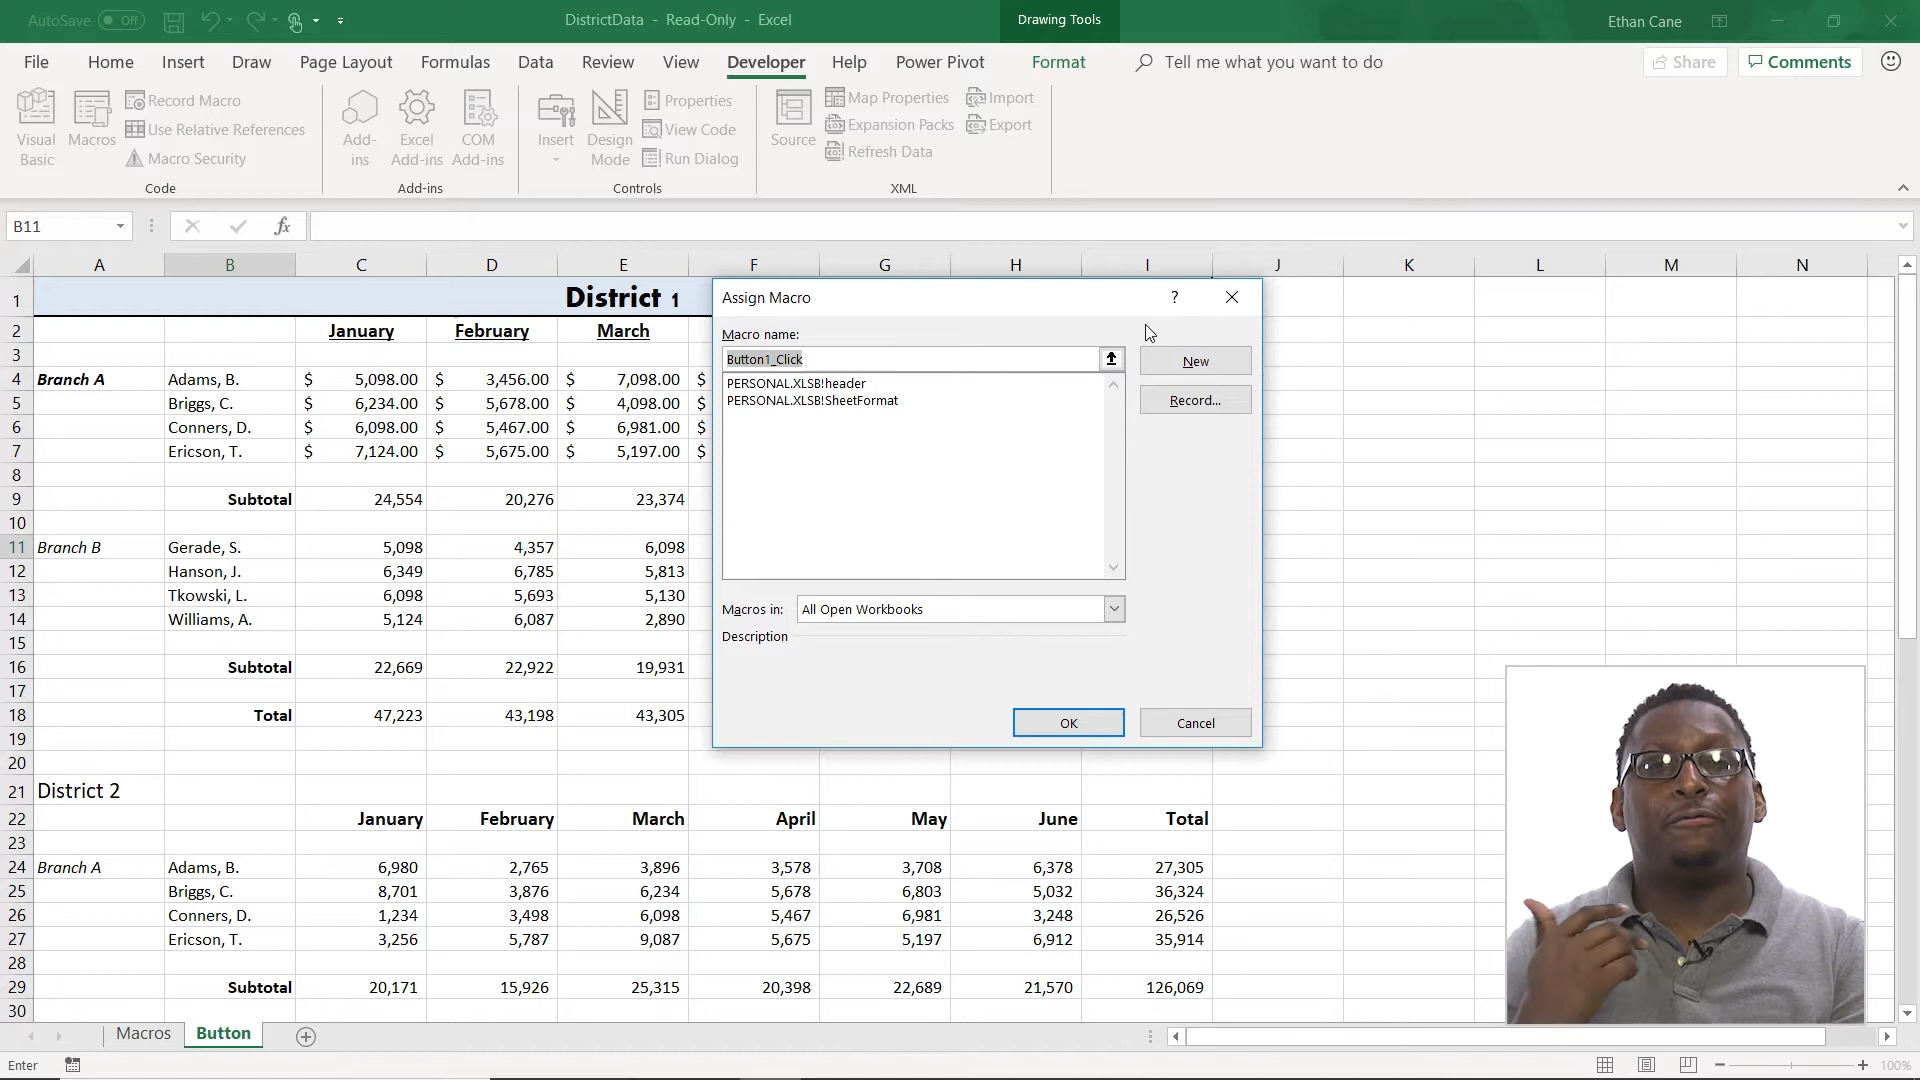 AutoSave Off DistrictData - Read-Only - Excel Drawing Tools Ethan Cane
File Home Insert Draw Page Layout Formulas Data Review View Developer Help Power Pivot Format Tell me what you want to do Share Comments
Visual Basic
Macros
Record Macro
Use Relative References
Macro Security
Code
Add-ins
Excel Add-ins
COM Add-ins
Add-ins
Insert
Design Mode
Properties
View Code
Run Dialog
Controls
Source
Map Properties
Expansion Packs
Refresh Data
Import
Export
XML
B11 fx
A B C D E F G H I J K L M N
1 District 1
2 January February March
3
4 Branch A Adams, B. $ 5,098.00 $ 3,456.00 $ 7,098.00 $
5 Briggs, C. $ 6,234.00 $ 5,678.00 $ 4,098.00 $
6 Conners, D. $ 6,098.00 $ 5,467.00 $ 6,981.00 $
7 Ericson, T. $ 7,124.00 $ 5,675.00 $ 5,197.00 $
8
9 Subtotal 24,554 20,276 23,374
10
11 Branch B Gerade, S. 5,098 4,357 6,098
12 Hanson, J. 6,349 6,785 5,813
13 Tkowski, L. 6,098 5,693 5,130
14 Williams, A. 5,124 6,087 2,890
15
16 Subtotal 22,669 22,922 19,931
17
18 Total 47,223 43,198 43,305
19
20
21 District 2
22 January February March April May June Total
23
24 Branch A Adams, B. 6,980 2,765 3,896 3,578 3,708 6,378 27,305
25 Briggs, C. 8,701 3,876 6,234 5,678 6,803 5,032 36,324
26 Conners, D. 1,234 3,498 6,098 5,467 6,981 3,248 26,526
27 Ericson, T. 3,256 5,787 9,087 5,675 5,197 6,912 35,914
28
29 Subtotal 20,171 15,926 25,315 20,398 22,689 21,570 126,069
30
Assign Macro ?
Macro name:
Button1_Click
New
PERSONAL.XLSB!header
PERSONAL.XLSB!SheetFormat
Record...
Macros in: All Open Workbooks
Description
OK Cancel
Macros Button
Enter 100%